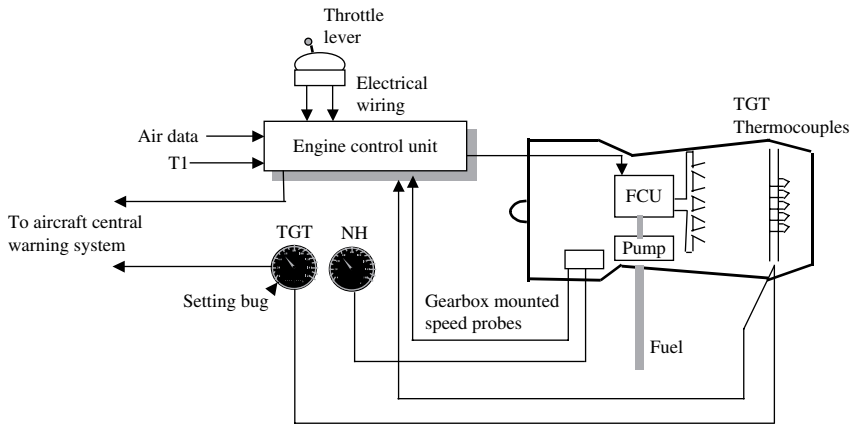 Throttle
lever
Electrical
wiring
Air data
T1
Engine control unit
TGT
Thermocouples
FCU
Pump
To aircraft central
warning system
TGT
NH
Setting bug
Gearbox mounted
speed probes
Fuel